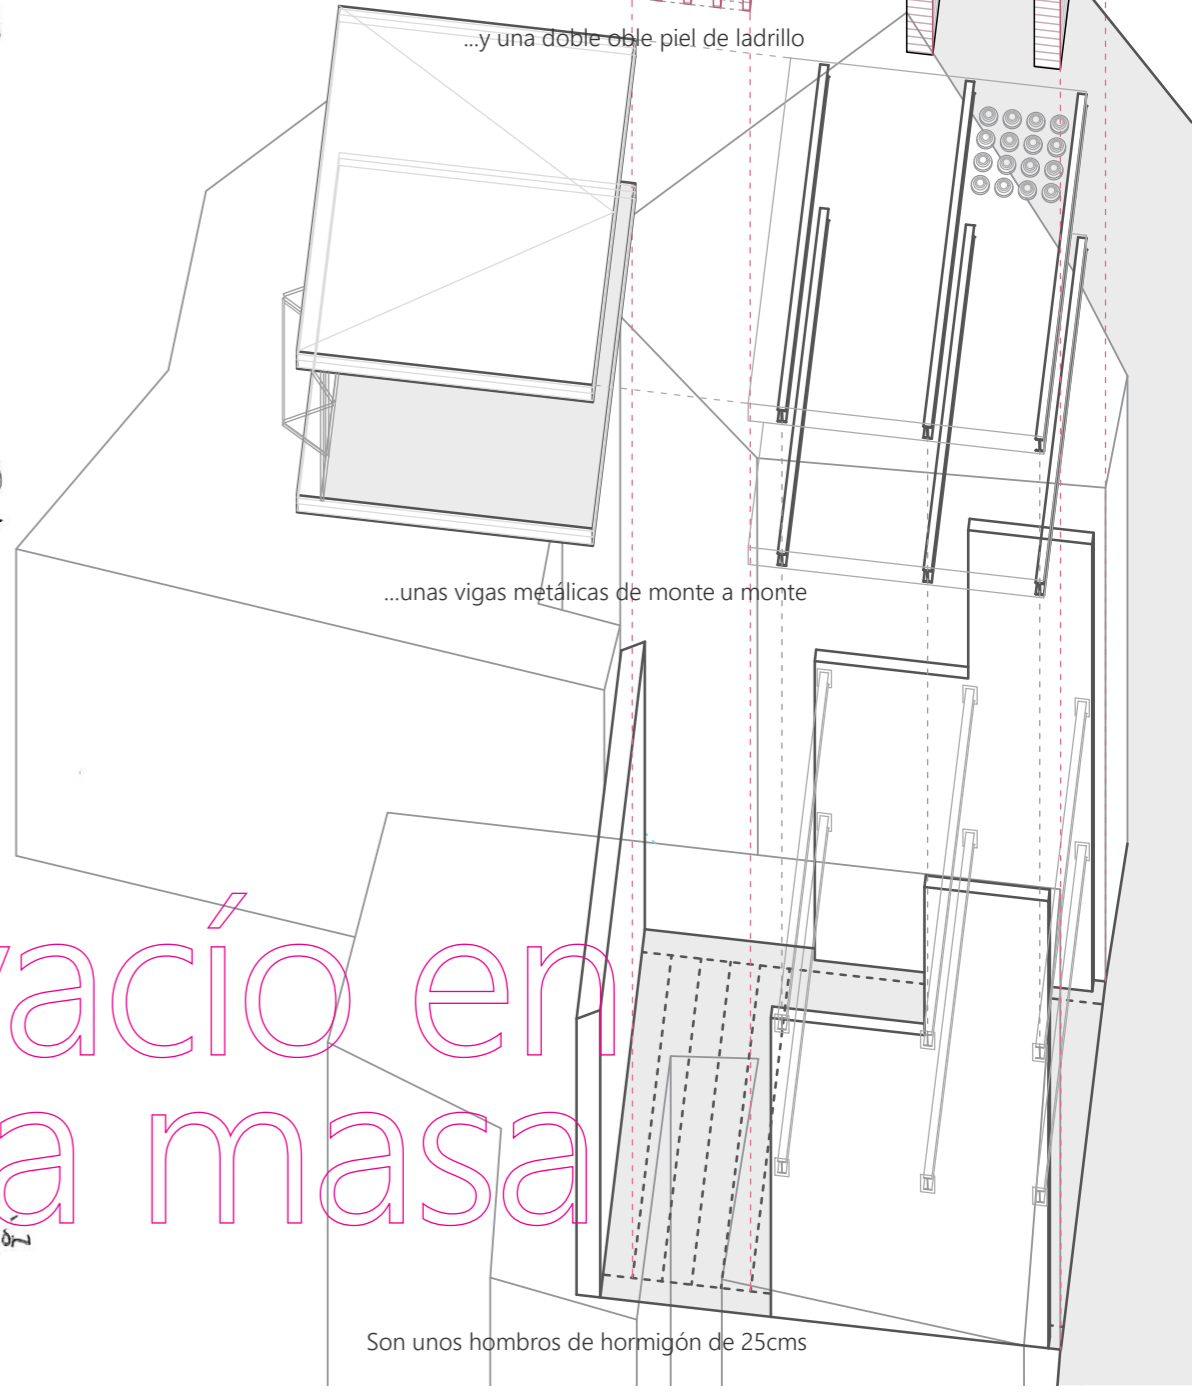 ...y una doble oble piel de ladrillo
...unas vigas metálicas de monte a monte
vacío en
a masa
Son unos hombros de hormigón de 25cms